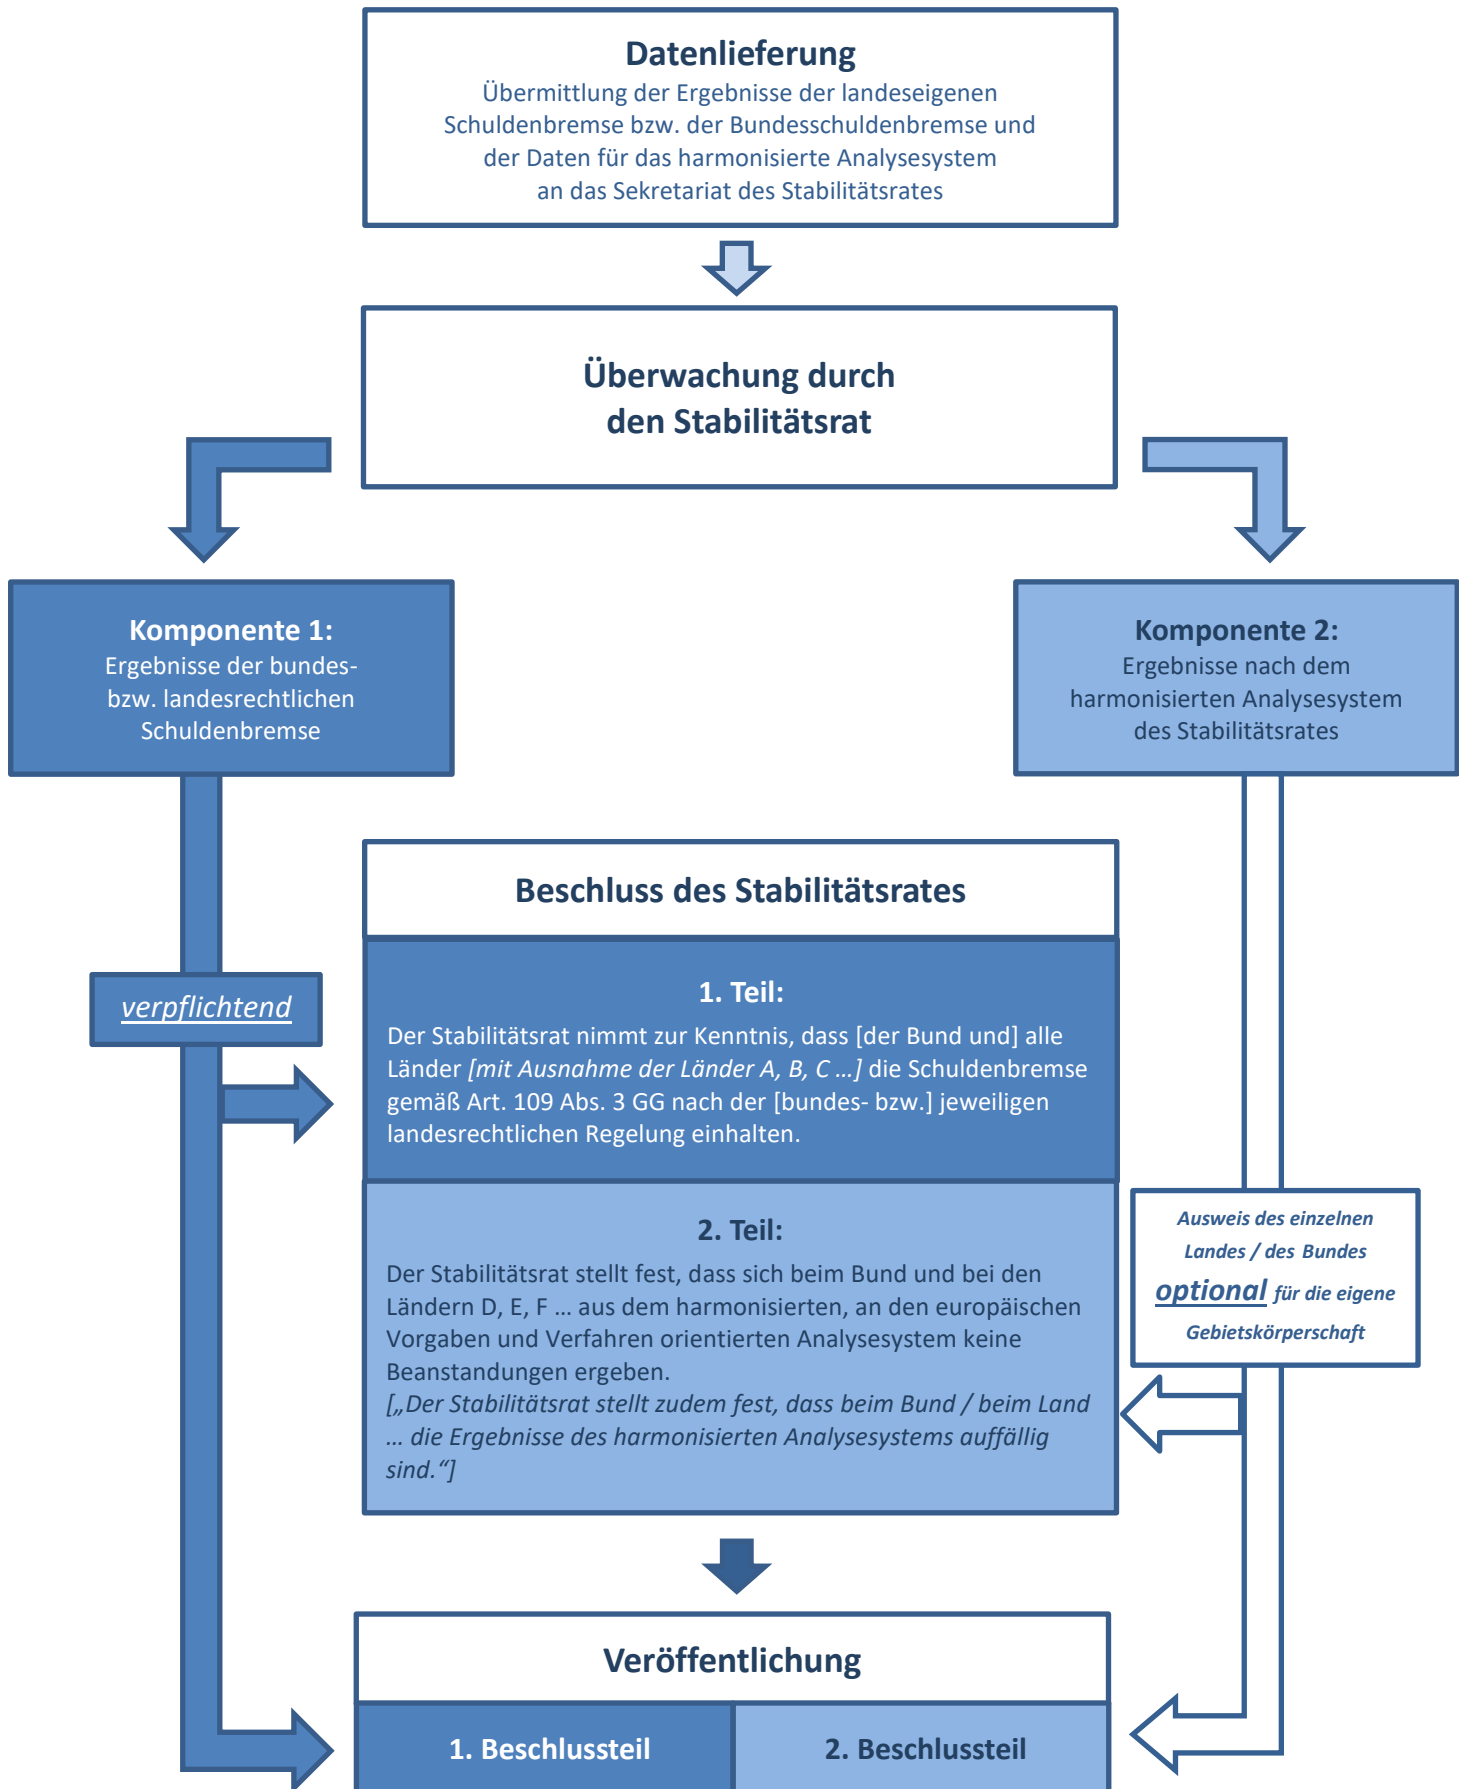 Datenlieferung
Übermittlung der Ergebnisse der landeseigenen
Schuldenbremse bzw. der Bundesschuldenbremse und
der Daten für das harmonisierte Analysesystem
an das Sekretariat des Stabilitätsrates
Überwachung durch
den Stabilitätsrat
Komponente 1:
Ergebnisse der bundes-
bzw. landesrechtlichen
Schuldenbremse
Komponente 2:
Ergebnisse nach dem
harmonisierten Analysesystem
des Stabilitätsrates
Beschluss des Stabilitätsrates
verpflichtend
1. Teil:
Der Stabilitätsrat nimmt zur Kenntnis, dass [der Bund und] alle
Länder [mit Ausnahme der Länder A, B, C …] die Schuldenbremse
gemäß Art. 109 Abs. 3 GG nach der [bundes- bzw.] jeweiligen
landesrechtlichen Regelung einhalten.
2. Teil:
Der Stabilitätsrat stellt fest, dass sich beim Bund und bei den
Ländern D, E, F … aus dem harmonisierten, an den europäischen
Vorgaben und Verfahren orientierten Analysesystem keine
Beanstandungen ergeben.
[„Der Stabilitätsrat stellt zudem fest, dass beim Bund / beim Land
… die Ergebnisse des harmonisierten Analysesystems auffällig
sind.“]
Ausweis des einzelnen
Landes / des Bundes
optional für die eigene
Gebietskörperschaft
Veröffentlichung
1. Beschlussteil
2. Beschlussteil